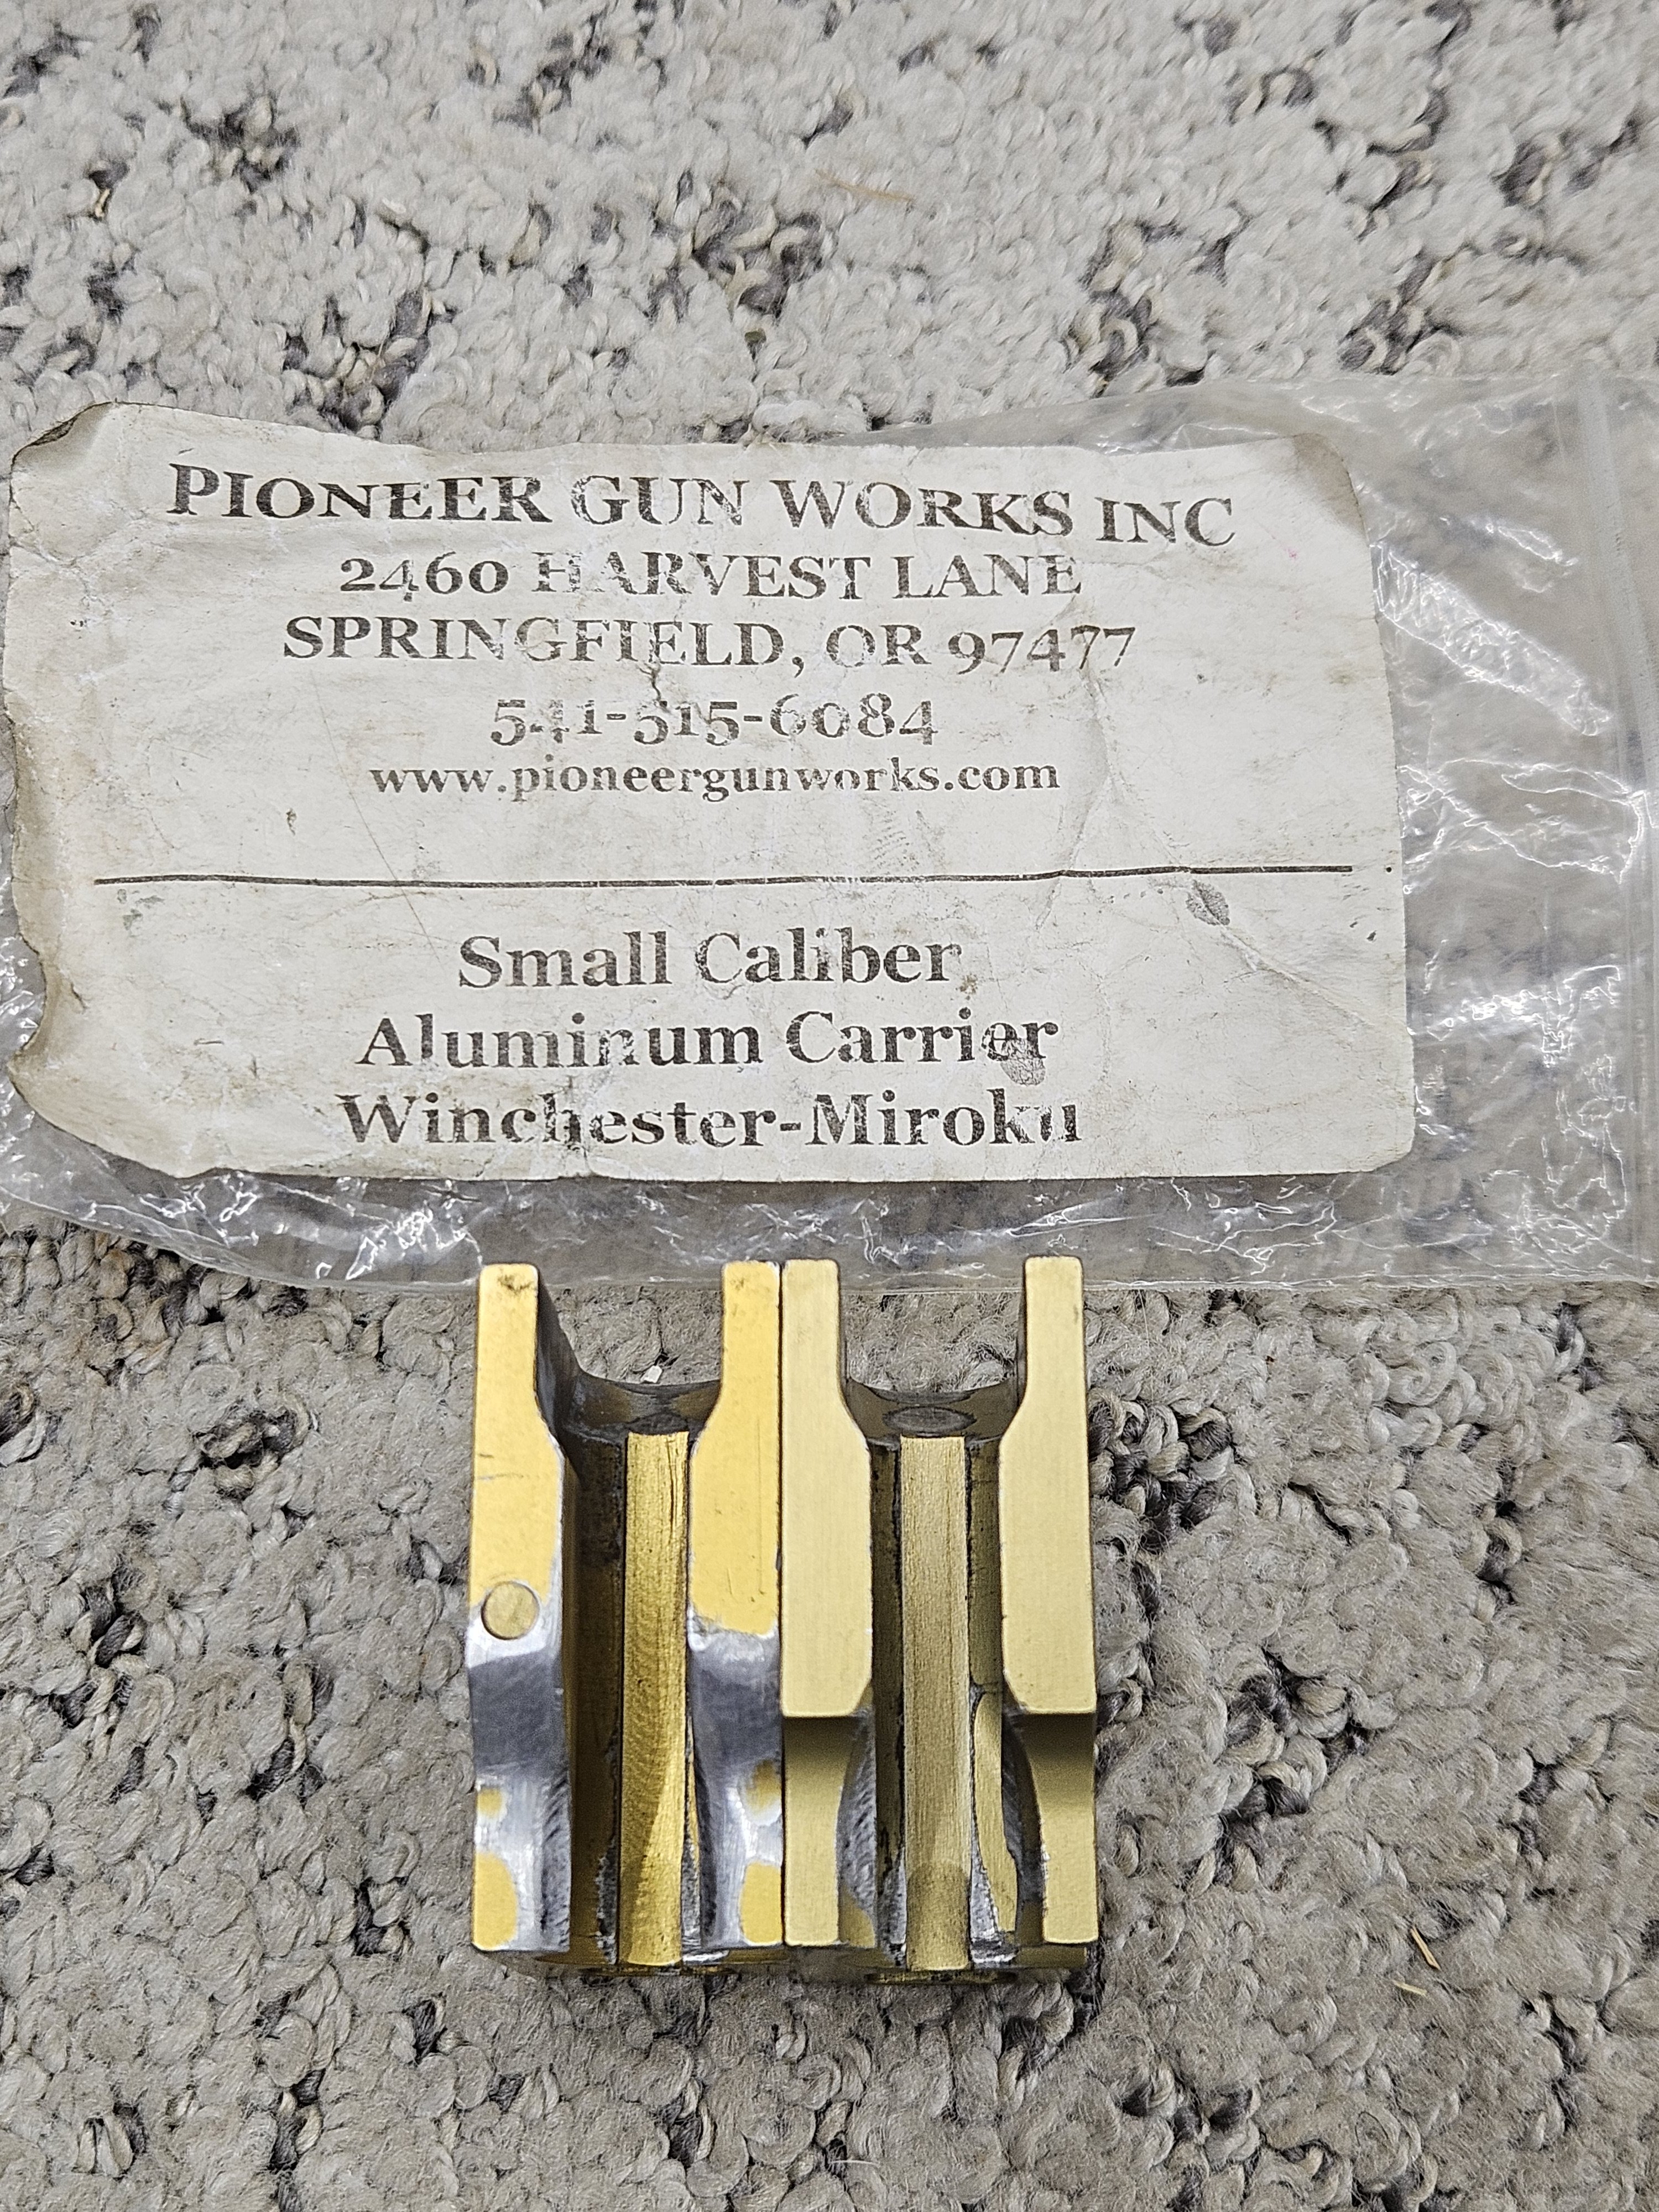 PIONEER GUN WORKS INC
2460 HARVEST LANE
SPRINGFIELD, OR 97477
541-515-6084
www.pioneergunworks.com
Small Caliber
Aluminum Carrier
Winchester-Miroku